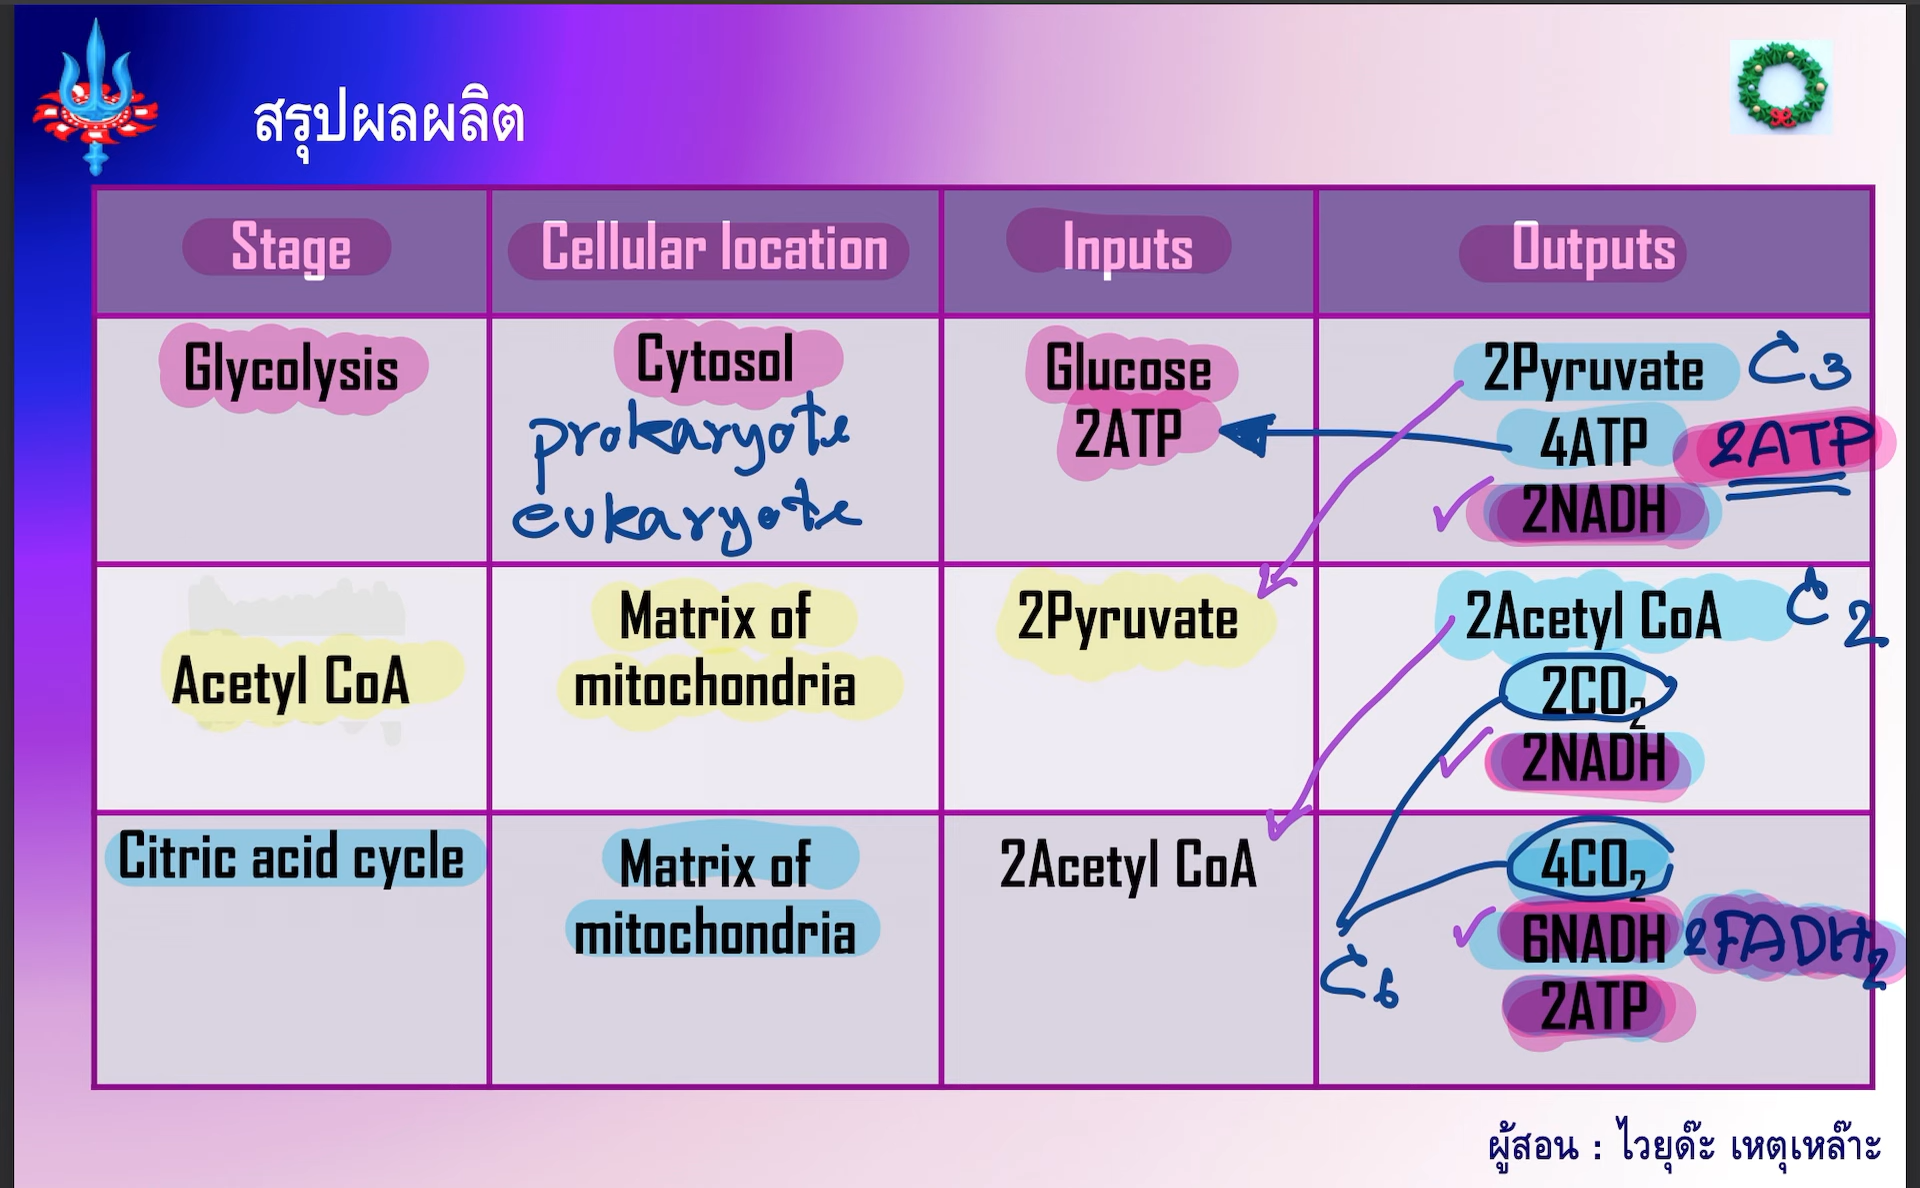 สรุปผลผลิต
Stage
Cellular location
Inputs
Outputs
Glycolysis
Cytosol
prokaryote
eukaryote
Glucose
2ATP
2Pyruvate C3
4ATP 2ATP
2NADH
Acetyl CoA
Matrix of
mitochondria
2Pyruvate
2Acetyl CoA C2
2CO₂
2NADH
Citric acid cycle
Matrix of
mitochondria
2Acetyl CoA
4CO₂
6NADH 2FADH₂
2ATP
C6
ผู้สอน : ไวยุด๊ะ เหตุเหล๊าะ